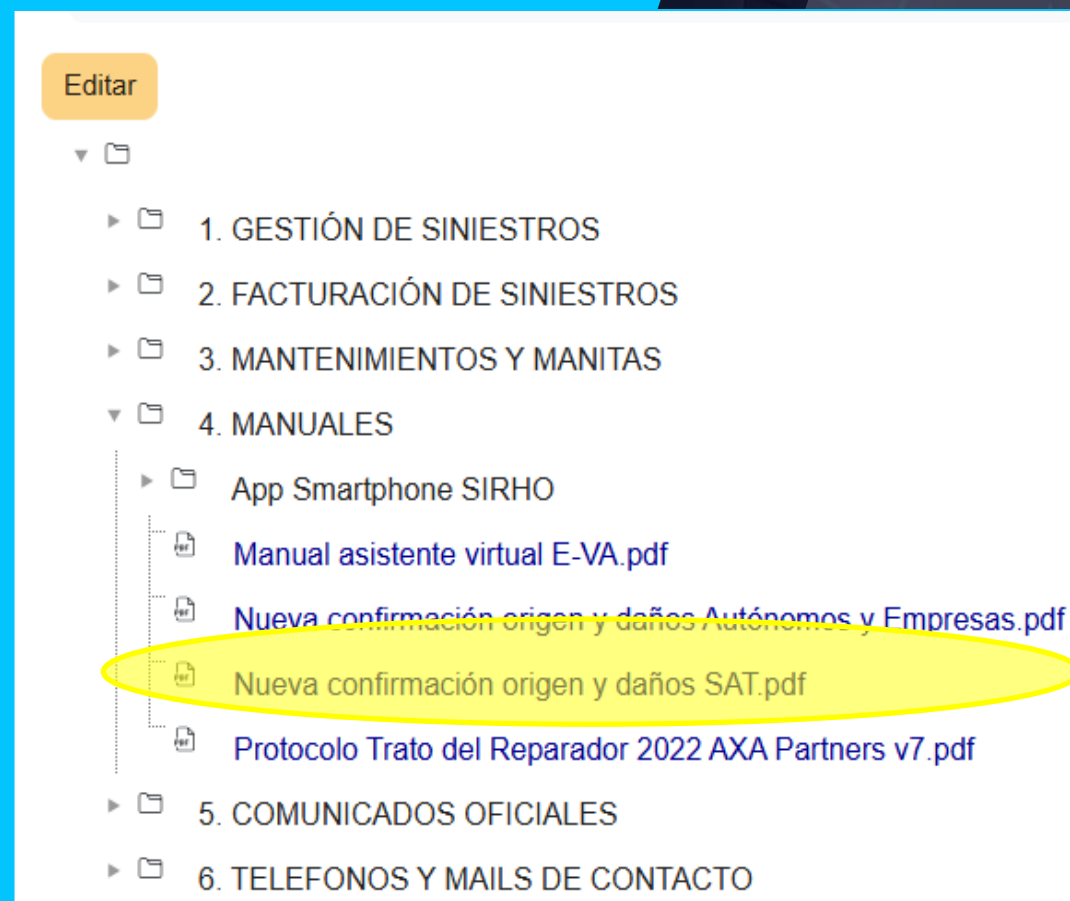 Editar
1. GESTIÓN DE SINIESTROS
2. FACTURACIÓN DE SINIESTROS
3. MANTENIMIENTOS Y MANITAS
4. MANUALES
App Smartphone SIRHO
Manual asistente virtual E-VA.pdf
Nueva confirmación origen y daños Autónomos y Empresas.pdf
Nueva confirmación origen y daños SAT.pdf
Protocolo Trato del Reparador 2022 AXA Partners v7.pdf
5. COMUNICADOS OFICIALES
6. TELEFONOS Y MAILS DE CONTACTO